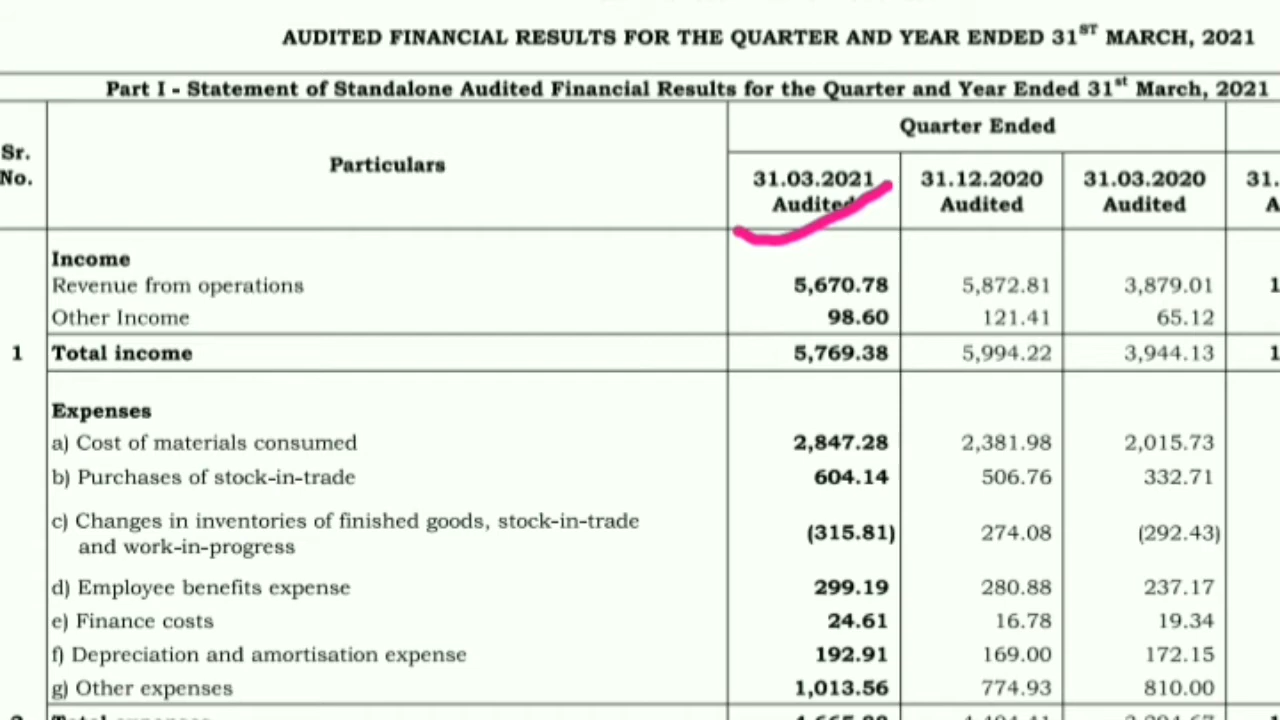 AUDITED FINANCIAL RESULTS FOR THE QUARTER AND YEAR ENDED 31ST MARCH, 2021
Part I - Statement of Standalone Audited Financial Results for the Quarter and Year Ended 31st March, 2021
Sr. No. Particulars Quarter Ended
31.03.2021 Audited 31.12.2020 Audited 31.03.2020 Audited
Income
Revenue from operations 5,670.78 5,872.81 3,879.01
Other Income 98.60 121.41 65.12
1 Total income 5,769.38 5,994.22 3,944.13
Expenses
a) Cost of materials consumed 2,847.28 2,381.98 2,015.73
b) Purchases of stock-in-trade 604.14 506.76 332.71
c) Changes in inventories of finished goods, stock-in-trade
and work-in-progress (315.81) 274.08 (292.43)
d) Employee benefits expense 299.19 280.88 237.17
e) Finance costs 24.61 16.78 19.34
f) Depreciation and amortisation expense 192.91 169.00 172.15
g) Other expenses 1,013.56 774.93 810.00